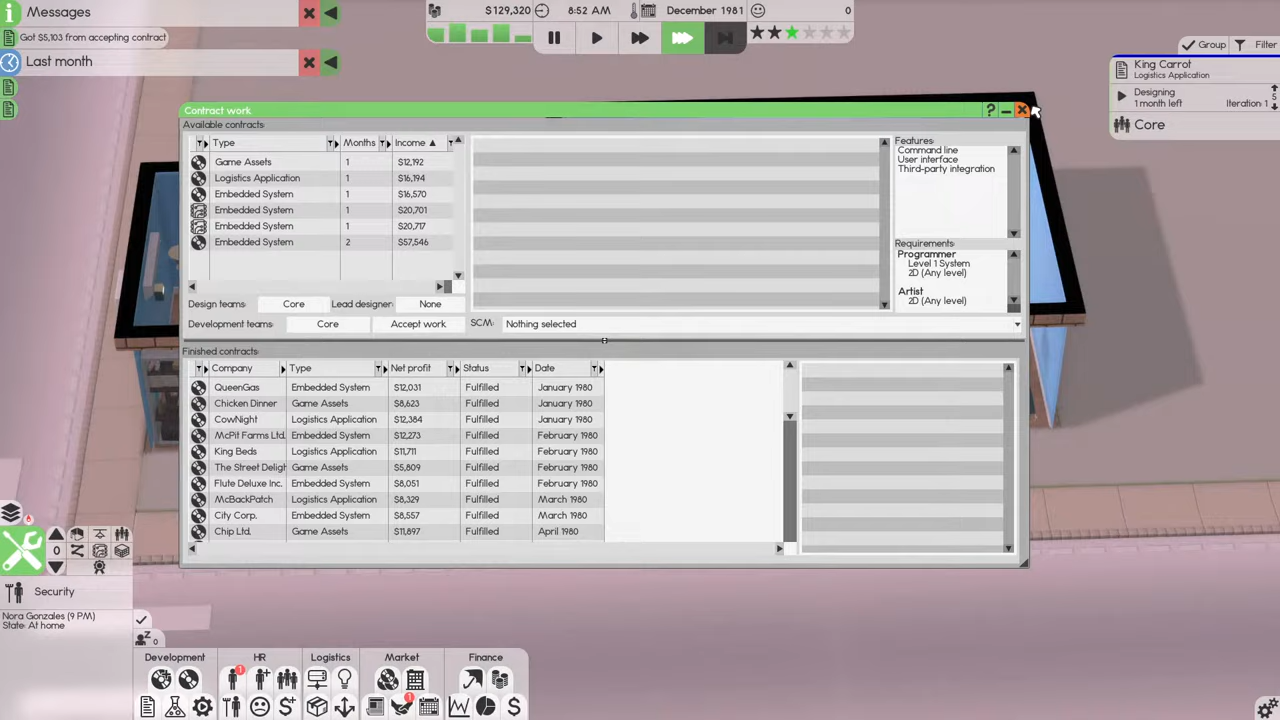 Messages
Got $5,103 from accepting contract
Last month
$129,320
8:52 AM
December 1981
0
Group
Filter
King Carrot
Logistics Application
Designing
1 month left
Iteration 1
5
Core
Contract work
Available contracts:
Type Months Income
Game Assets 1 $12,192
Logistics Application 1 $16,194
Embedded System 1 $16,570
Embedded System 1 $20,701
Embedded System 1 $20,717
Embedded System 2 $57,546
Features:
Command line
User interface
Third-party integration
Requirements:
Programmer
Level 1 System
2D (Any level)
Artist
2D (Any level)
Design teams: Core Lead designer: None
Development teams: Core Accept work SCM: Nothing selected
Finished contracts:
Company Type Net profit Status Date
QueenGas Embedded System $12,031 Fulfilled January 1980
Chicken Dinner Game Assets $8,623 Fulfilled January 1980
CowNight Logistics Application $12,384 Fulfilled January 1980
McPit Farms Ltd. Embedded System $12,273 Fulfilled February 1980
King Beds Logistics Application $11,711 Fulfilled February 1980
The Street Deligh Game Assets $5,809 Fulfilled February 1980
Flute Deluxe Inc. Embedded System $8,051 Fulfilled February 1980
McBackPatch Logistics Application $8,329 Fulfilled March 1980
City Corp. Embedded System $8,557 Fulfilled March 1980
Chip Ltd. Game Assets $11,897 Fulfilled April 1980
0
Security
Nora Gonzales (9 PM)
State: At home
0
Development HR Logistics Market Finance
1
1